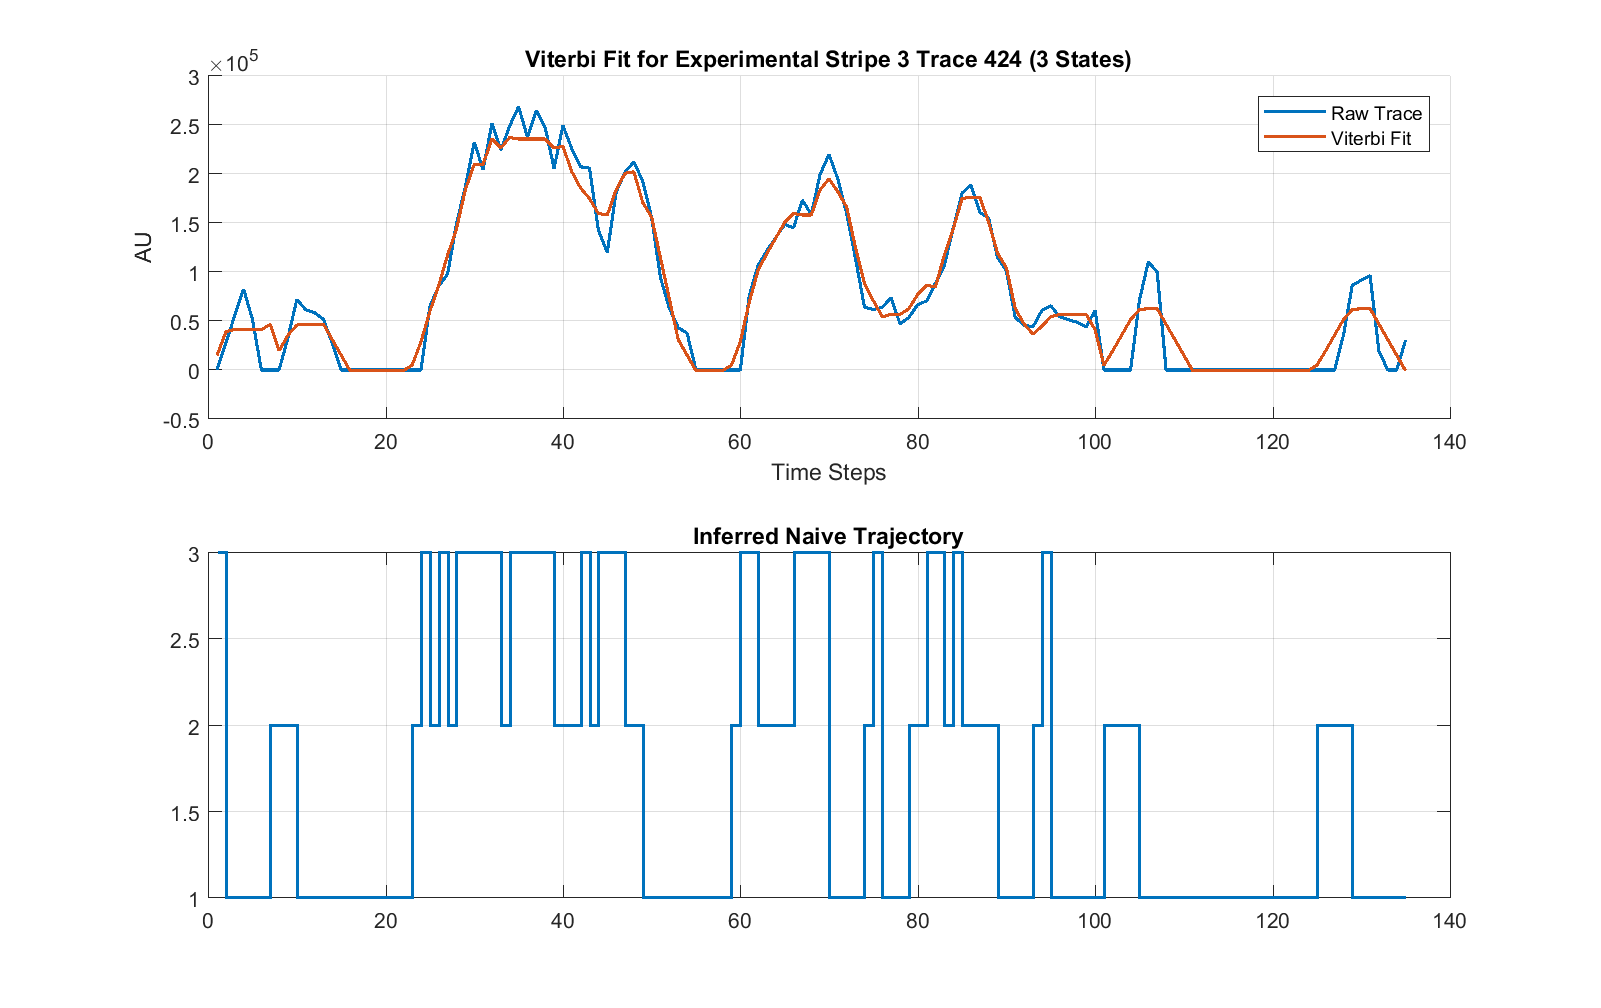 Viterbi Fit for Experimental Stripe 3 Trace 424 (3 States)
×10^5
3
2.5
2
1.5
1
0.5
0
-0.5
AU
Raw Trace
Viterbi Fit
0 20 40 60 80 100 120 140
Time Steps
Inferred Naive Trajectory
3
2.5
2
1.5
1
0 20 40 60 80 100 120 140